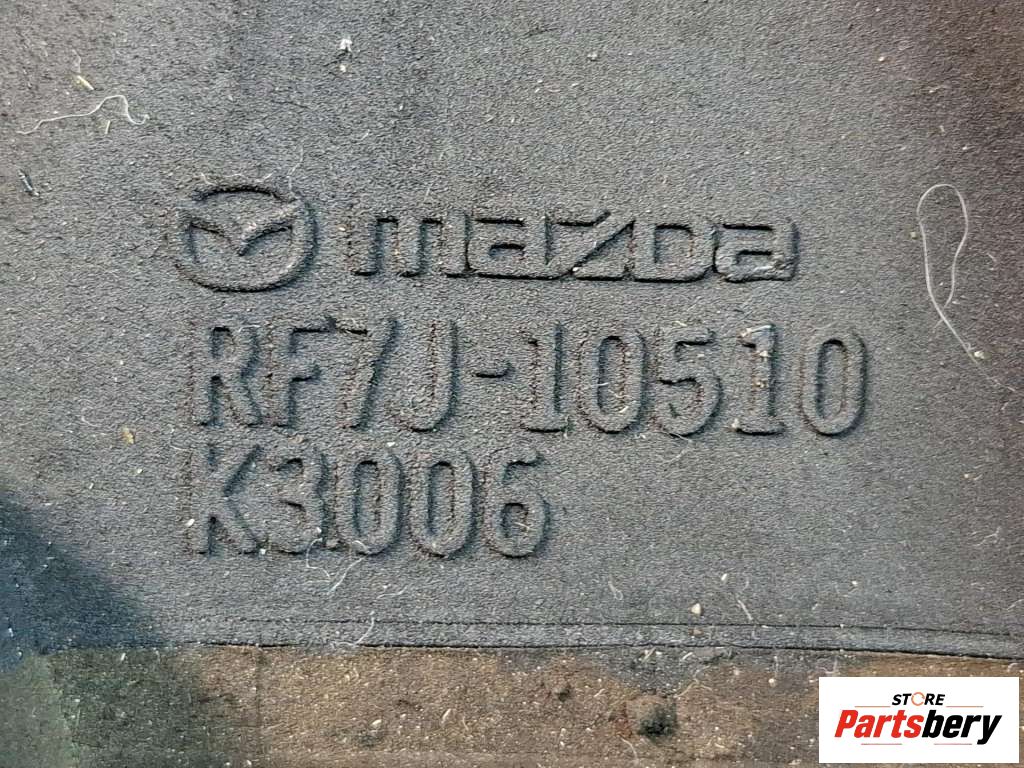 mazda
RF7J-10510
K3006
STORE
Partsbery